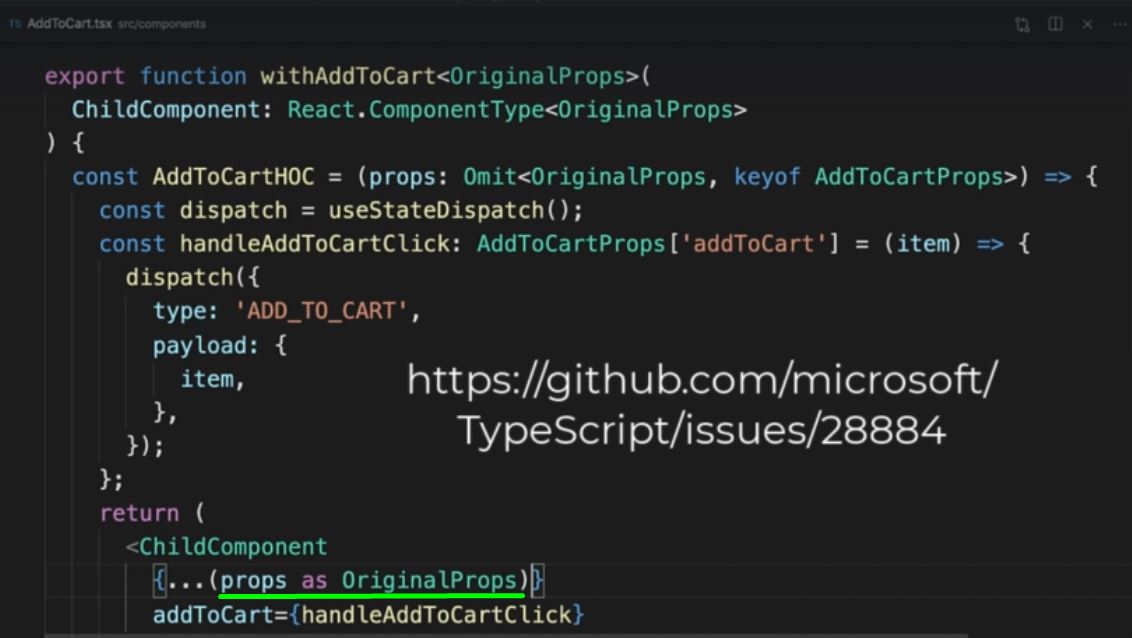 TS AddToCart.tsx src/components
export function withAddToCart<OriginalProps>(
ChildComponent: React.ComponentType<OriginalProps>
) {
const AddToCartHOC = (props: Omit<OriginalProps, keyof AddToCartProps>) => {
const dispatch = useStateDispatch();
const handleAddToCartClick: AddToCartProps['addToCart'] = (item) => {
dispatch({
type: 'ADD_TO_CART',
payload: {
item,
},
});
};
return (
<ChildComponent
{...(props as OriginalProps)}
addToCart={handleAddToCartClick}
https://github.com/microsoft/
TypeScript/issues/28884